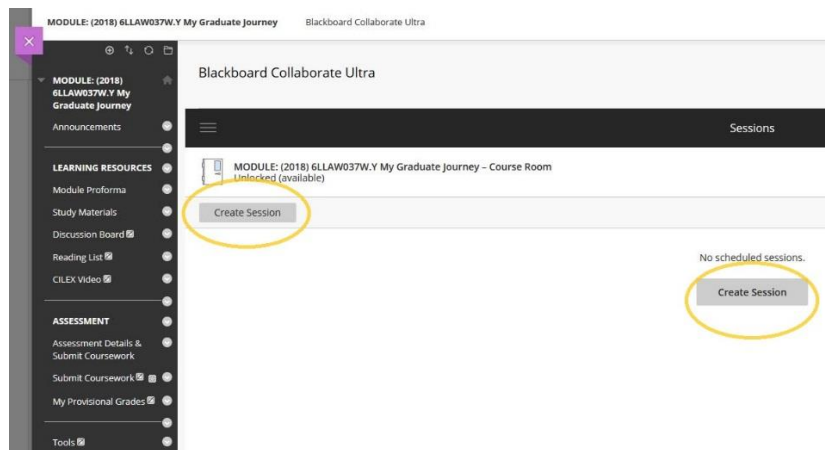 MODULE: (2018) 6LLAW037W.Y My Graduate Journey Blackboard Collaborate Ultra
MODULE: (2018)
6LLAW037W.Y My
Graduate Journey
Announcements
LEARNING RESOURCES
Module Proforma
Study Materials
Discussion Board
Reading List
CILEX Video
ASSESSMENT
Assessment Details &
Submit Coursework
Submit Coursework
My Provisional Grades
Tools
Blackboard Collaborate Ultra
Sessions
MODULE: (2018) 6LLAW037W.Y My Graduate Journey – Course Room
Unlocked (available)
Create Session
No scheduled sessions.
Create Session